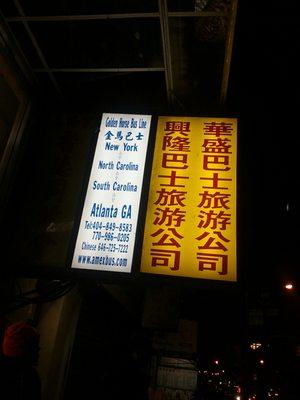 Golden Horse Bus Line
金馬巴士
New York
North Carolina
South Carolina
Atlanta GA
Tel:404-849-8583
770-986-0205
Chinese 646-725-7222
www.amexbus.com
華盛巴士旅游公司
興隆巴士旅游公司